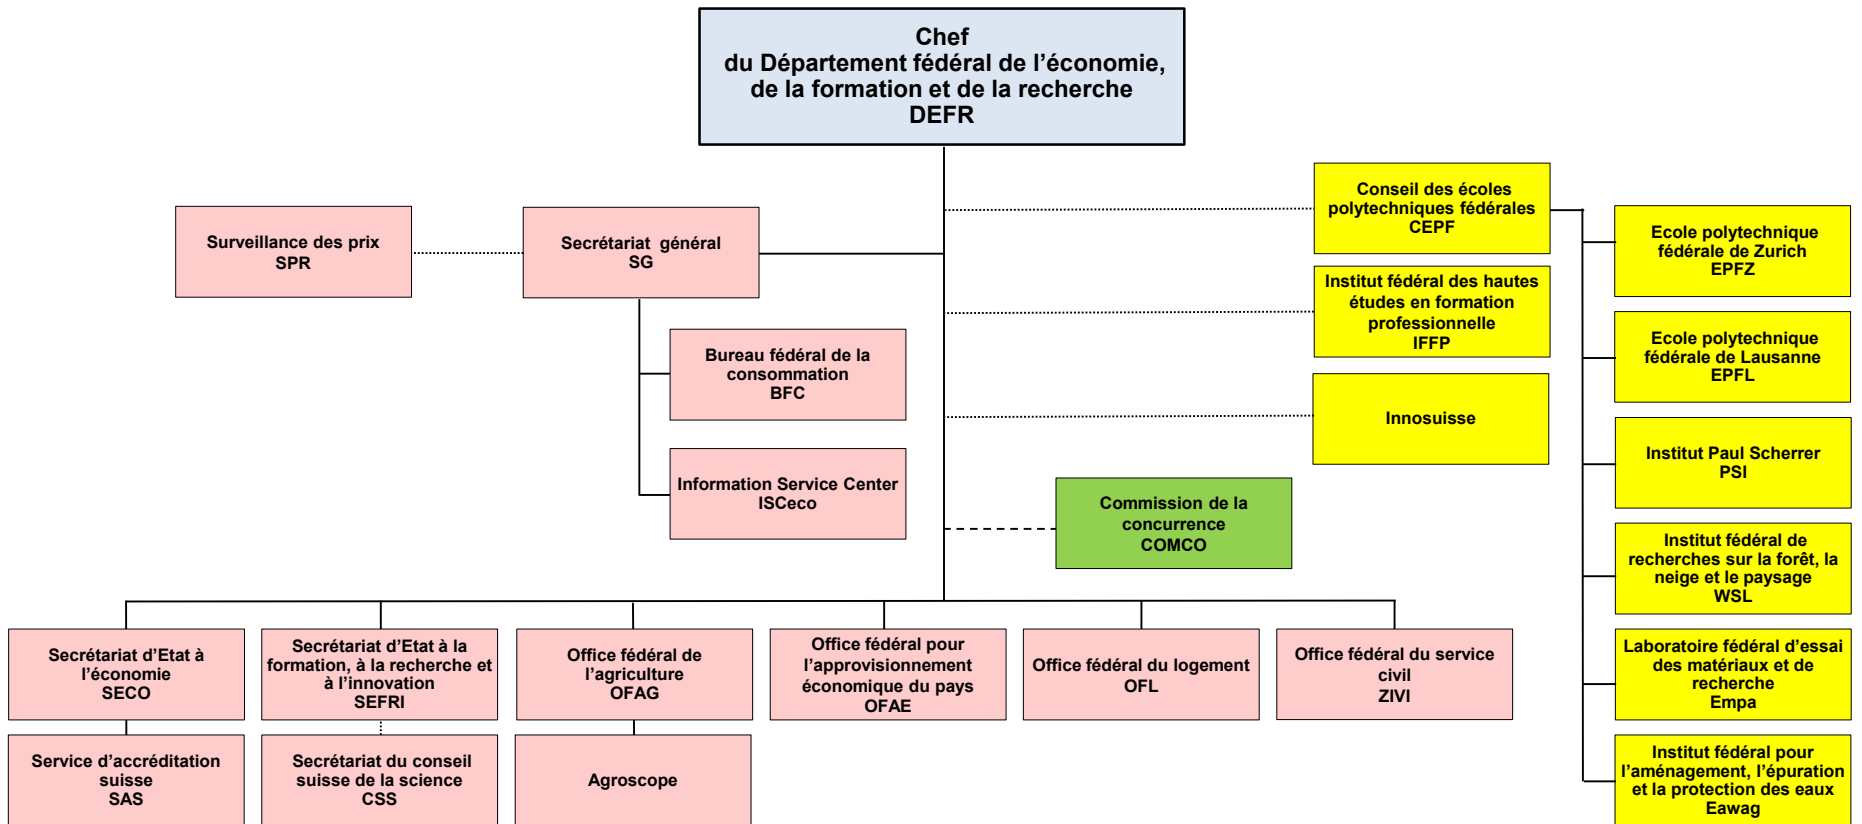 Chef
du Département fédéral de l’économie,
de la formation et de la recherche
DEFR
Surveillance des prix
SPR
Secrétariat général
SG
Bureau fédéral de la
consommation
BFC
Information Service Center
ISCeco
Conseil des écoles
polytechniques fédérales
CEPF
Institut fédéral des hautes
études en formation
professionnelle
IFFP
Innosuisse
Commission de la
concurrence
COMCO
Ecole polytechnique
fédérale de Zurich
EPFZ
Ecole polytechnique
fédérale de Lausanne
EPFL
Institut Paul Scherrer
PSI
Institut fédéral de
recherches sur la forêt, la
neige et le paysage
WSL
Laboratoire fédéral d’essai
des matériaux et de
recherche
Empa
Institut fédéral pour
l’aménagement, l’épuration
et la protection des eaux
Eawag
Secrétariat d’Etat à
l’économie
SECO
Secrétariat d’Etat à la
formation, à la recherche et
à l’innovation
SEFRI
Office fédéral de
l’agriculture
OFAG
Office fédéral pour
l’approvisionnement
économique du pays
OFAE
Office fédéral du logement
OFL
Office fédéral du service
civil
ZIVI
Service d’accréditation
suisse
SAS
Secrétariat du conseil
suisse de la science
CSS
Agroscope